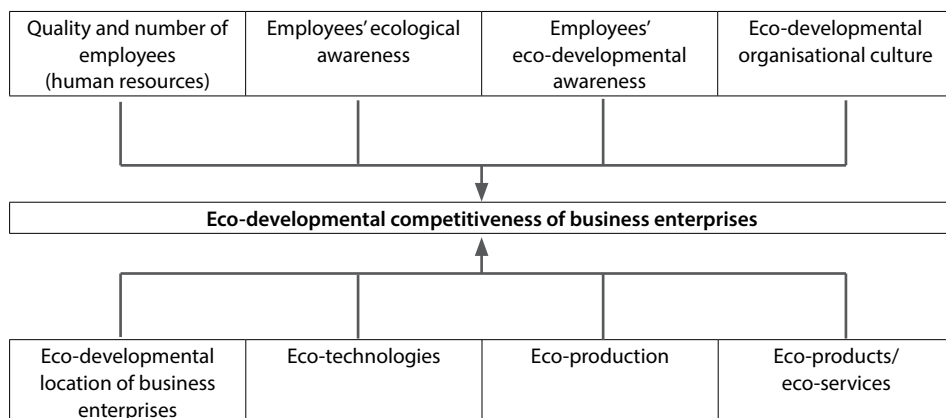 Quality and number of
employees
(human resources)
Employees' ecological
awareness
Employees'
eco-developmental
awareness
Eco-developmental
organisational culture
Eco-developmental competitiveness of business enterprises
Eco-developmental
location of business
enterprises
Eco-technologies
Eco-production
Eco-products/
eco-services